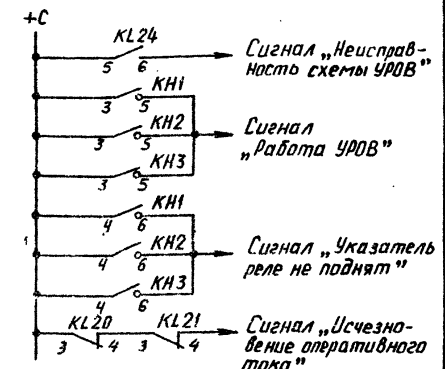 +С
KL24
5 6
Сигнал „Неисправ-
ность схемы УРОВ"
KH1
3 5
KH2
3 5
Сигнал
„Работа УРОВ"
KH3
3 5
KH1
4 6
KH2
4 6
Сигнал „Указатель
реле не поднят"
KH3
4 6
KL20 KL21
3 4 3 4
Сигнал „Исчезно-
вение оперативного
тока"